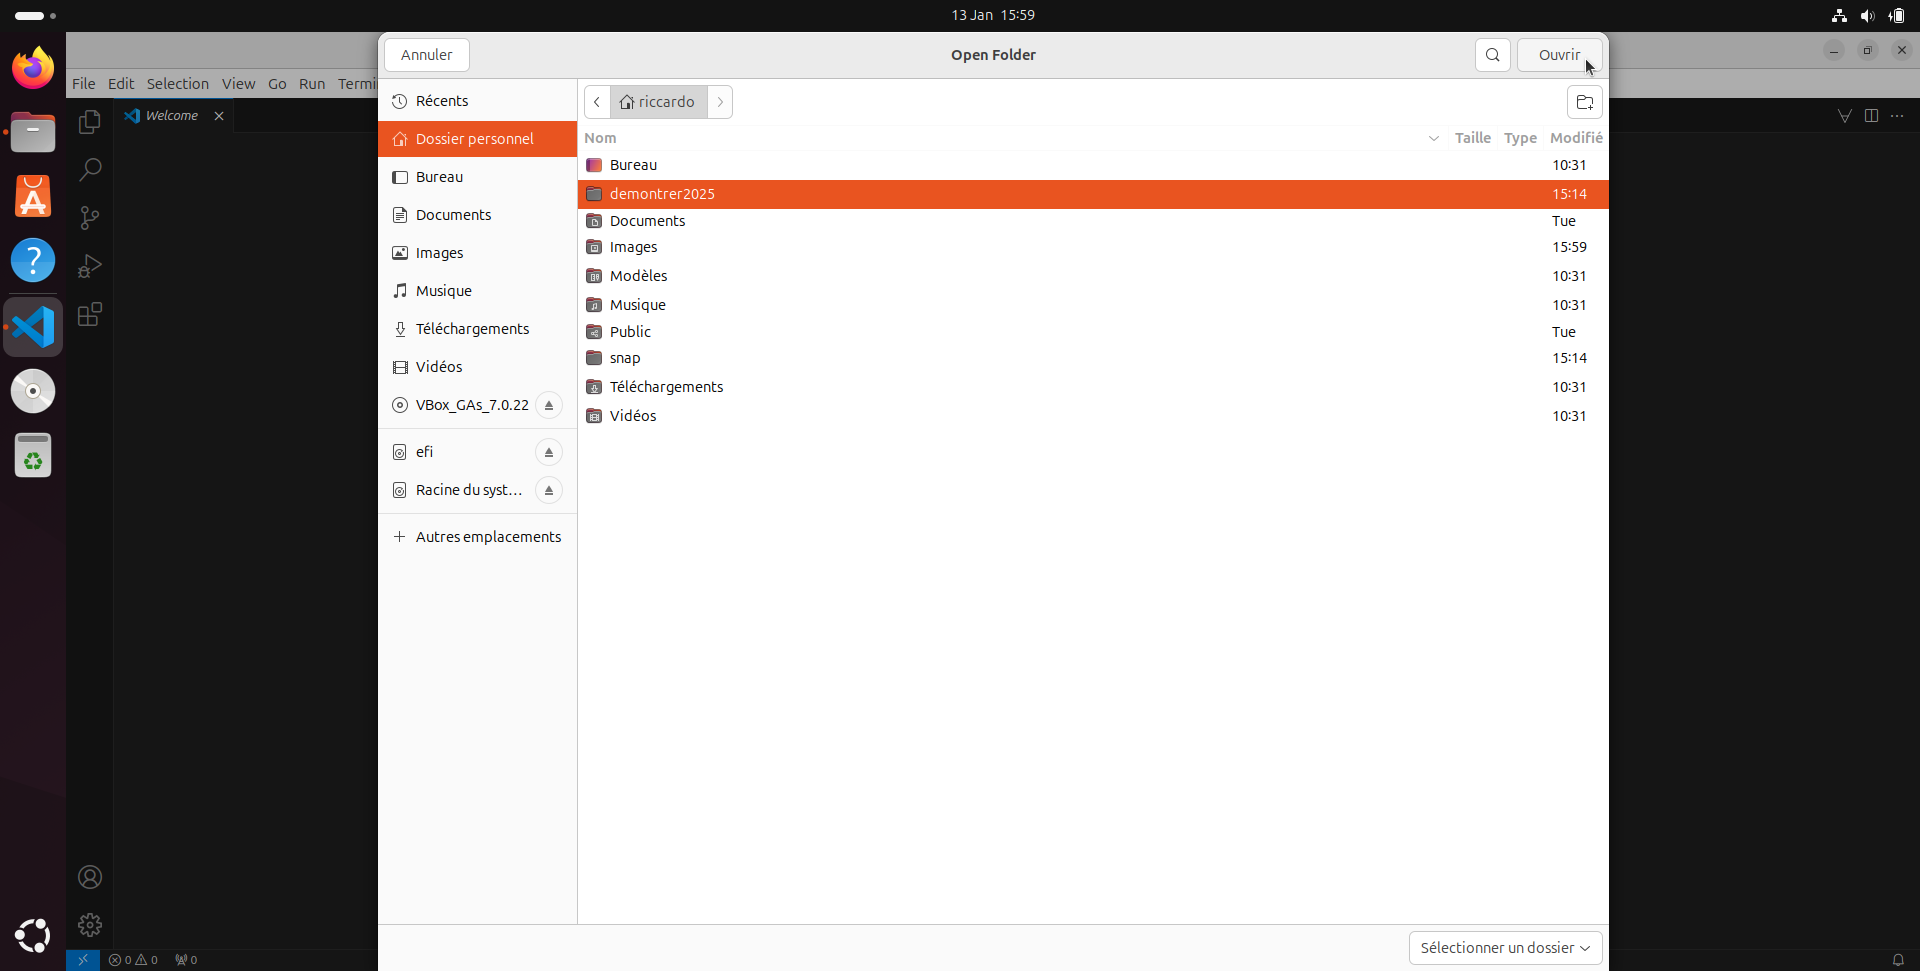 13 Jan 15:59
Annuler
Open Folder
Ouvrir
File Edit Selection View Go Run Termi
Welcome
Récents
Dossier personnel
Bureau
Documents
Images
Musique
Téléchargements
Vidéos
VBox_GAs_7.0.22
efi
Racine du syst...
Autres emplacements
riccardo
Nom Taille Type Modifié
Bureau 10:31
demontrer2025 15:14
Documents Tue
Images 15:59
Modèles 10:31
Musique 10:31
Public Tue
snap 15:14
Téléchargements 10:31
Vidéos 10:31
Sélectionner un dossier
0 0 0